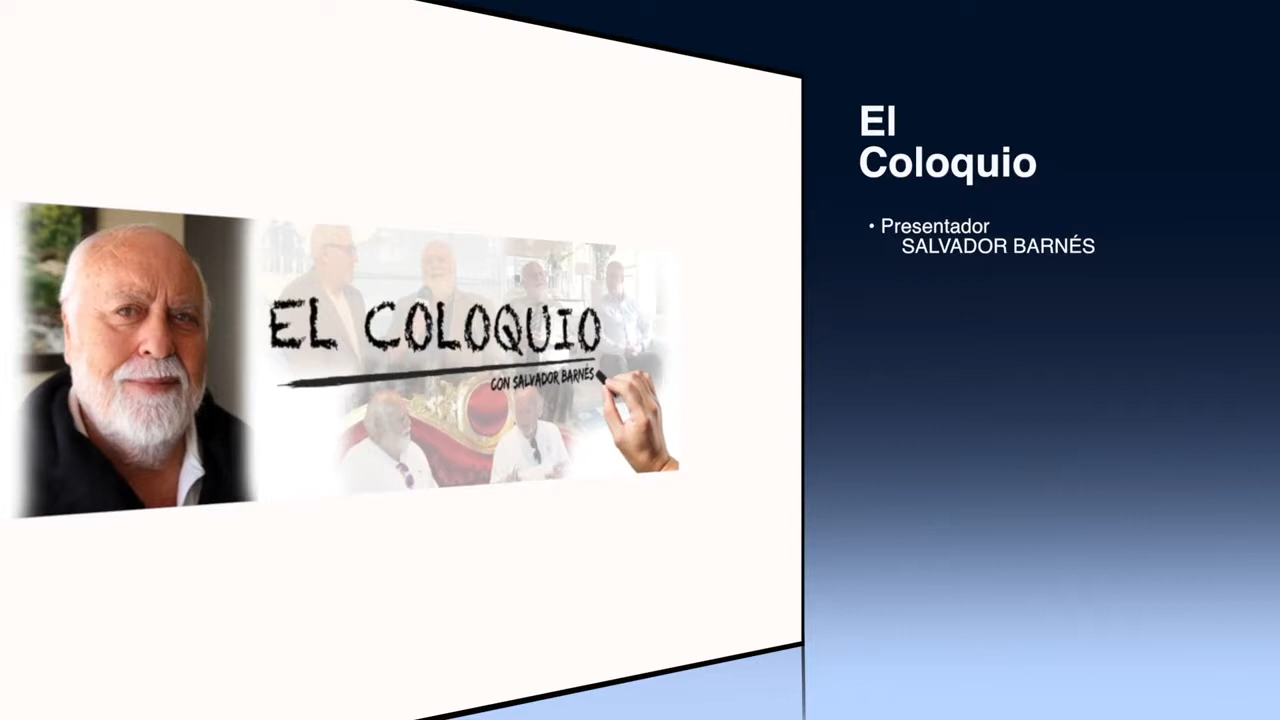 EL COLOQUIO
CON SALVADOR BARNÉS
El
Coloquio
• Presentador
SALVADOR BARNÉS